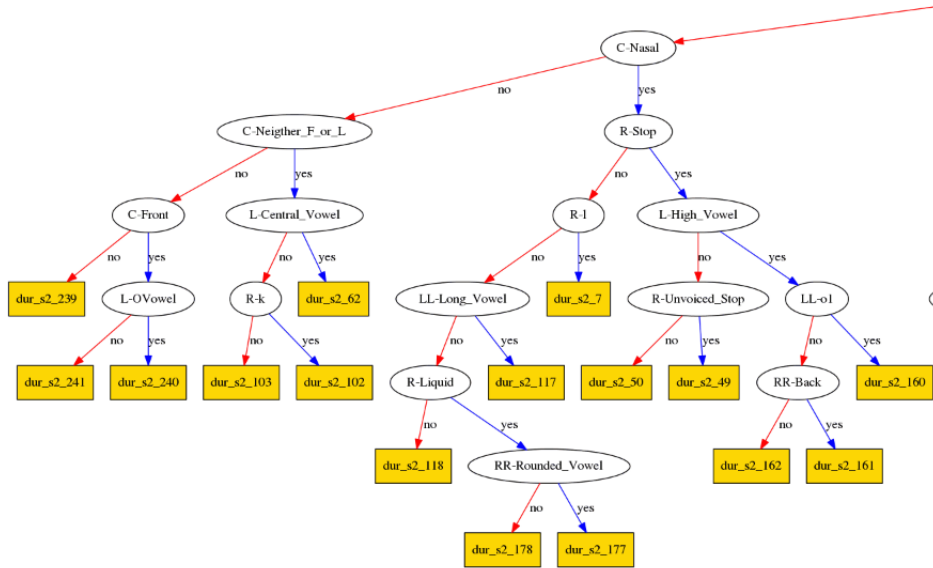 C-Nasal
no
yes
C-Neigther_F_or_L
R-Stop
no
yes
no
yes
C-Front
L-Central_Vowel
R-l
L-High_Vowel
no
yes
no
yes
no
yes
no
yes
dur_s2_239
L-OVowel
R-k
dur_s2_62
LL-Long_Vowel
dur_s2_7
R-Unvoiced_Stop
LL-o1
no
yes
no
yes
no
yes
no
yes
no
yes
dur_s2_241
dur_s2_240
dur_s2_103
dur_s2_102
R-Liquid
dur_s2_117
dur_s2_50
dur_s2_49
RR-Back
dur_s2_160
no
yes
no
yes
dur_s2_118
RR-Rounded_Vowel
dur_s2_162
dur_s2_161
no
yes
dur_s2_178
dur_s2_177